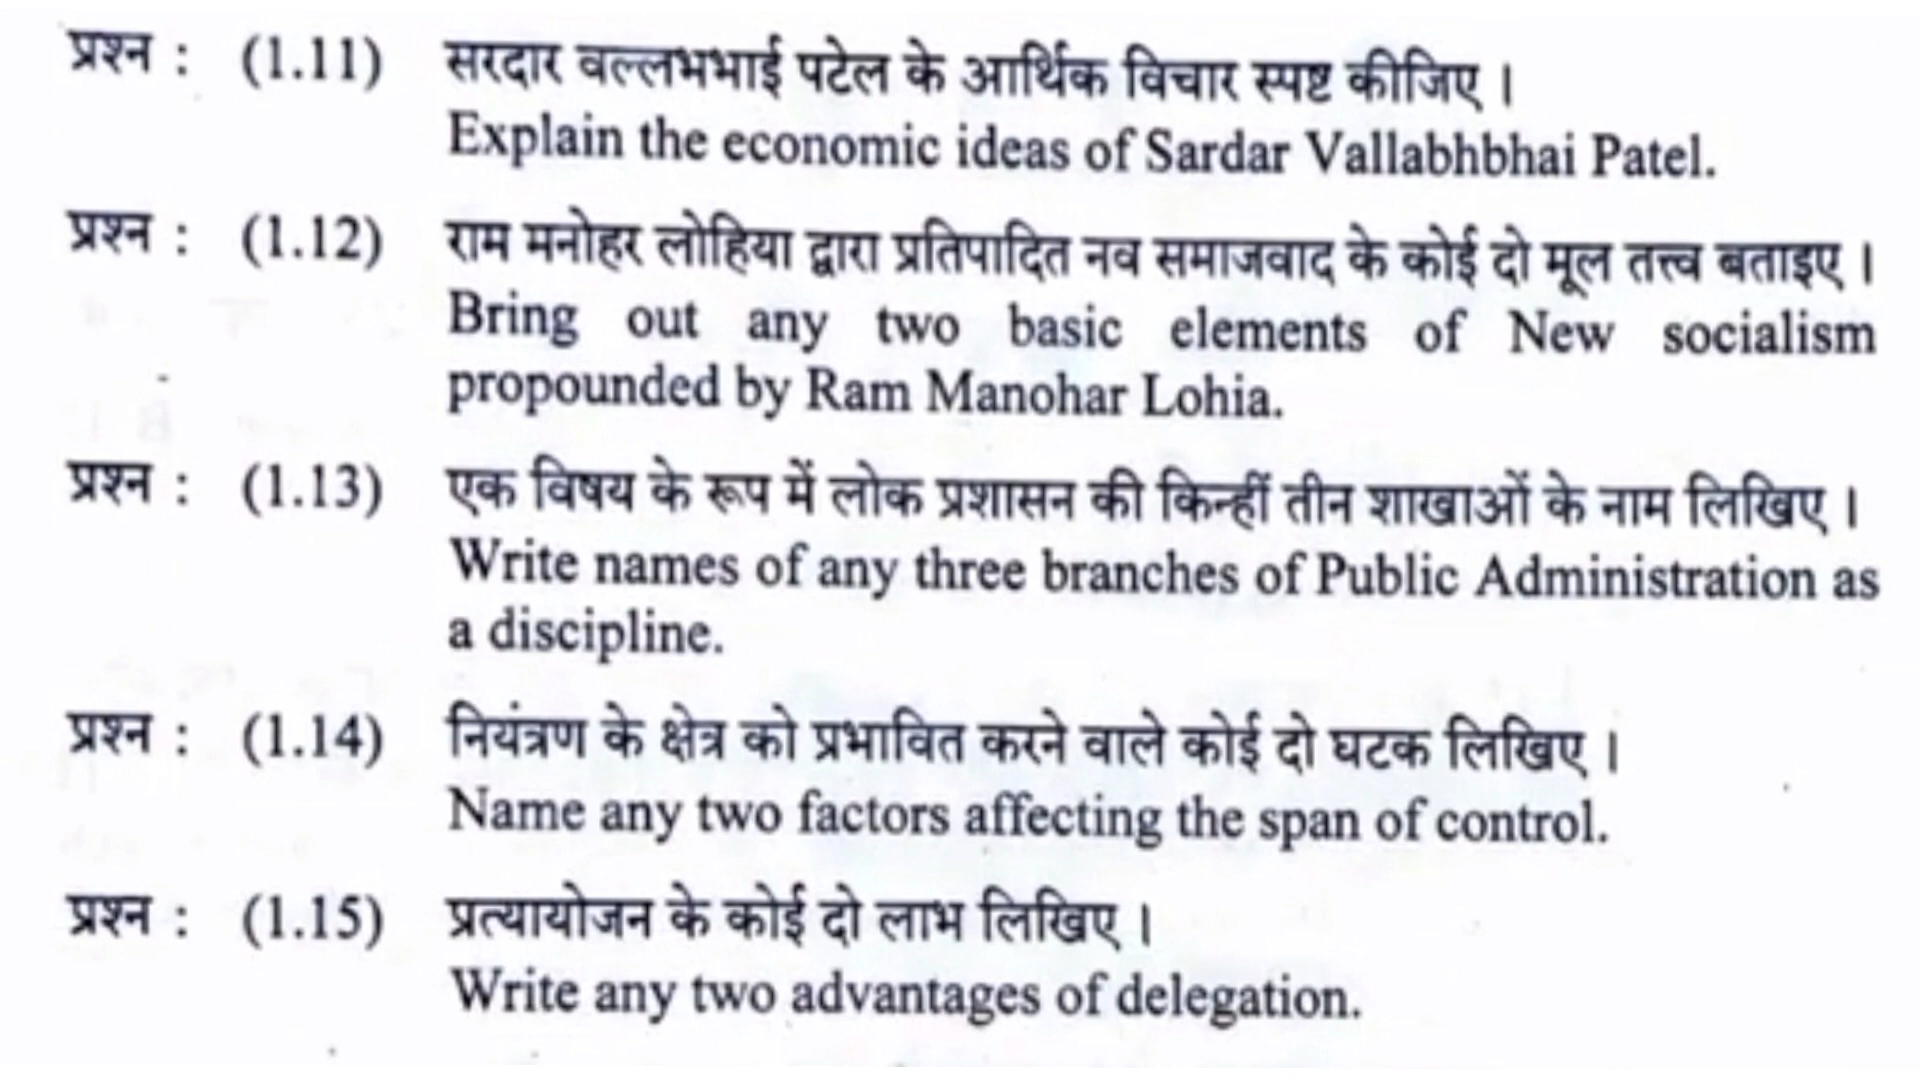 प्रश्न : (1.11) सरदार वल्लभभाई पटेल के आर्थिक विचार स्पष्ट कीजिए ।
Explain the economic ideas of Sardar Vallabhbhai Patel.
प्रश्न : (1.12) राम मनोहर लोहिया द्वारा प्रतिपादित नव समाजवाद के कोई दो मूल तत्त्व बताइए ।
Bring out any two basic elements of New socialism
propounded by Ram Manohar Lohia.
प्रश्न : (1.13) एक विषय के रूप में लोक प्रशासन की किन्हीं तीन शाखाओं के नाम लिखिए ।
Write names of any three branches of Public Administration as
a discipline.
प्रश्न : (1.14) नियंत्रण के क्षेत्र को प्रभावित करने वाले कोई दो घटक लिखिए ।
Name any two factors affecting the span of control.
प्रश्न : (1.15) प्रत्यायोजन के कोई दो लाभ लिखिए ।
Write any two advantages of delegation.